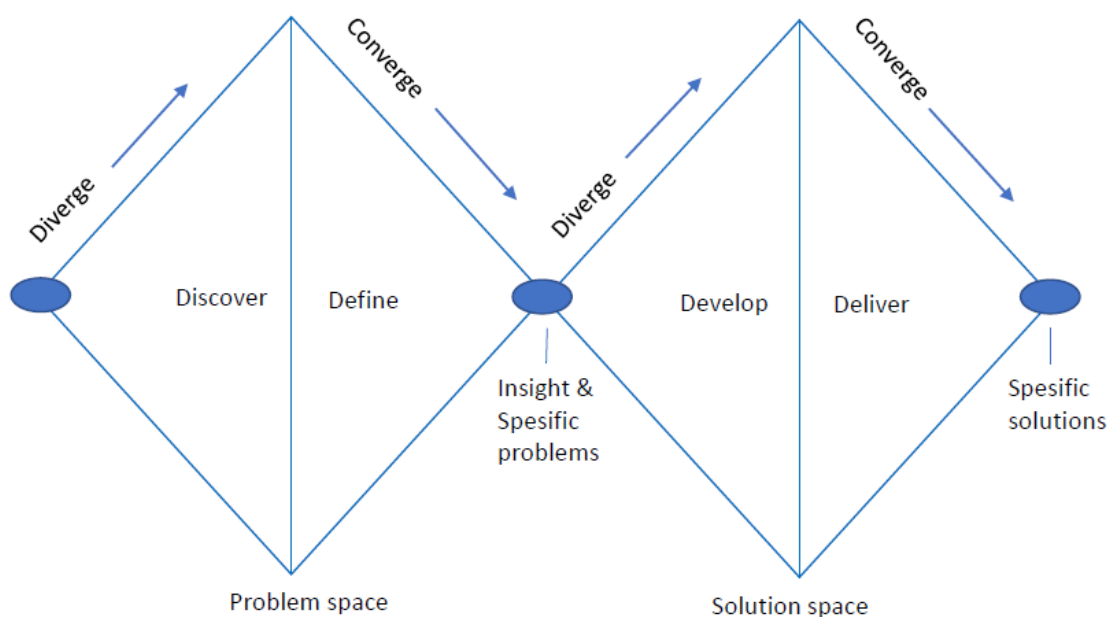 Diverge
Converge
Diverge
Converge
Discover
Define
Develop
Deliver
Insight &
Spesific
problems
Spesific
solutions
Problem space
Solution space